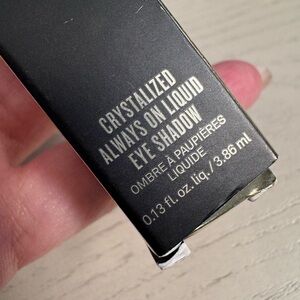 CRYSTALIZED
ALWAYS ON LIQUID
EYE SHADOW
OMBRE À PAUPIÈRES
LIQUIDE
0.13 fl. oz. liq. / 3.86 ml